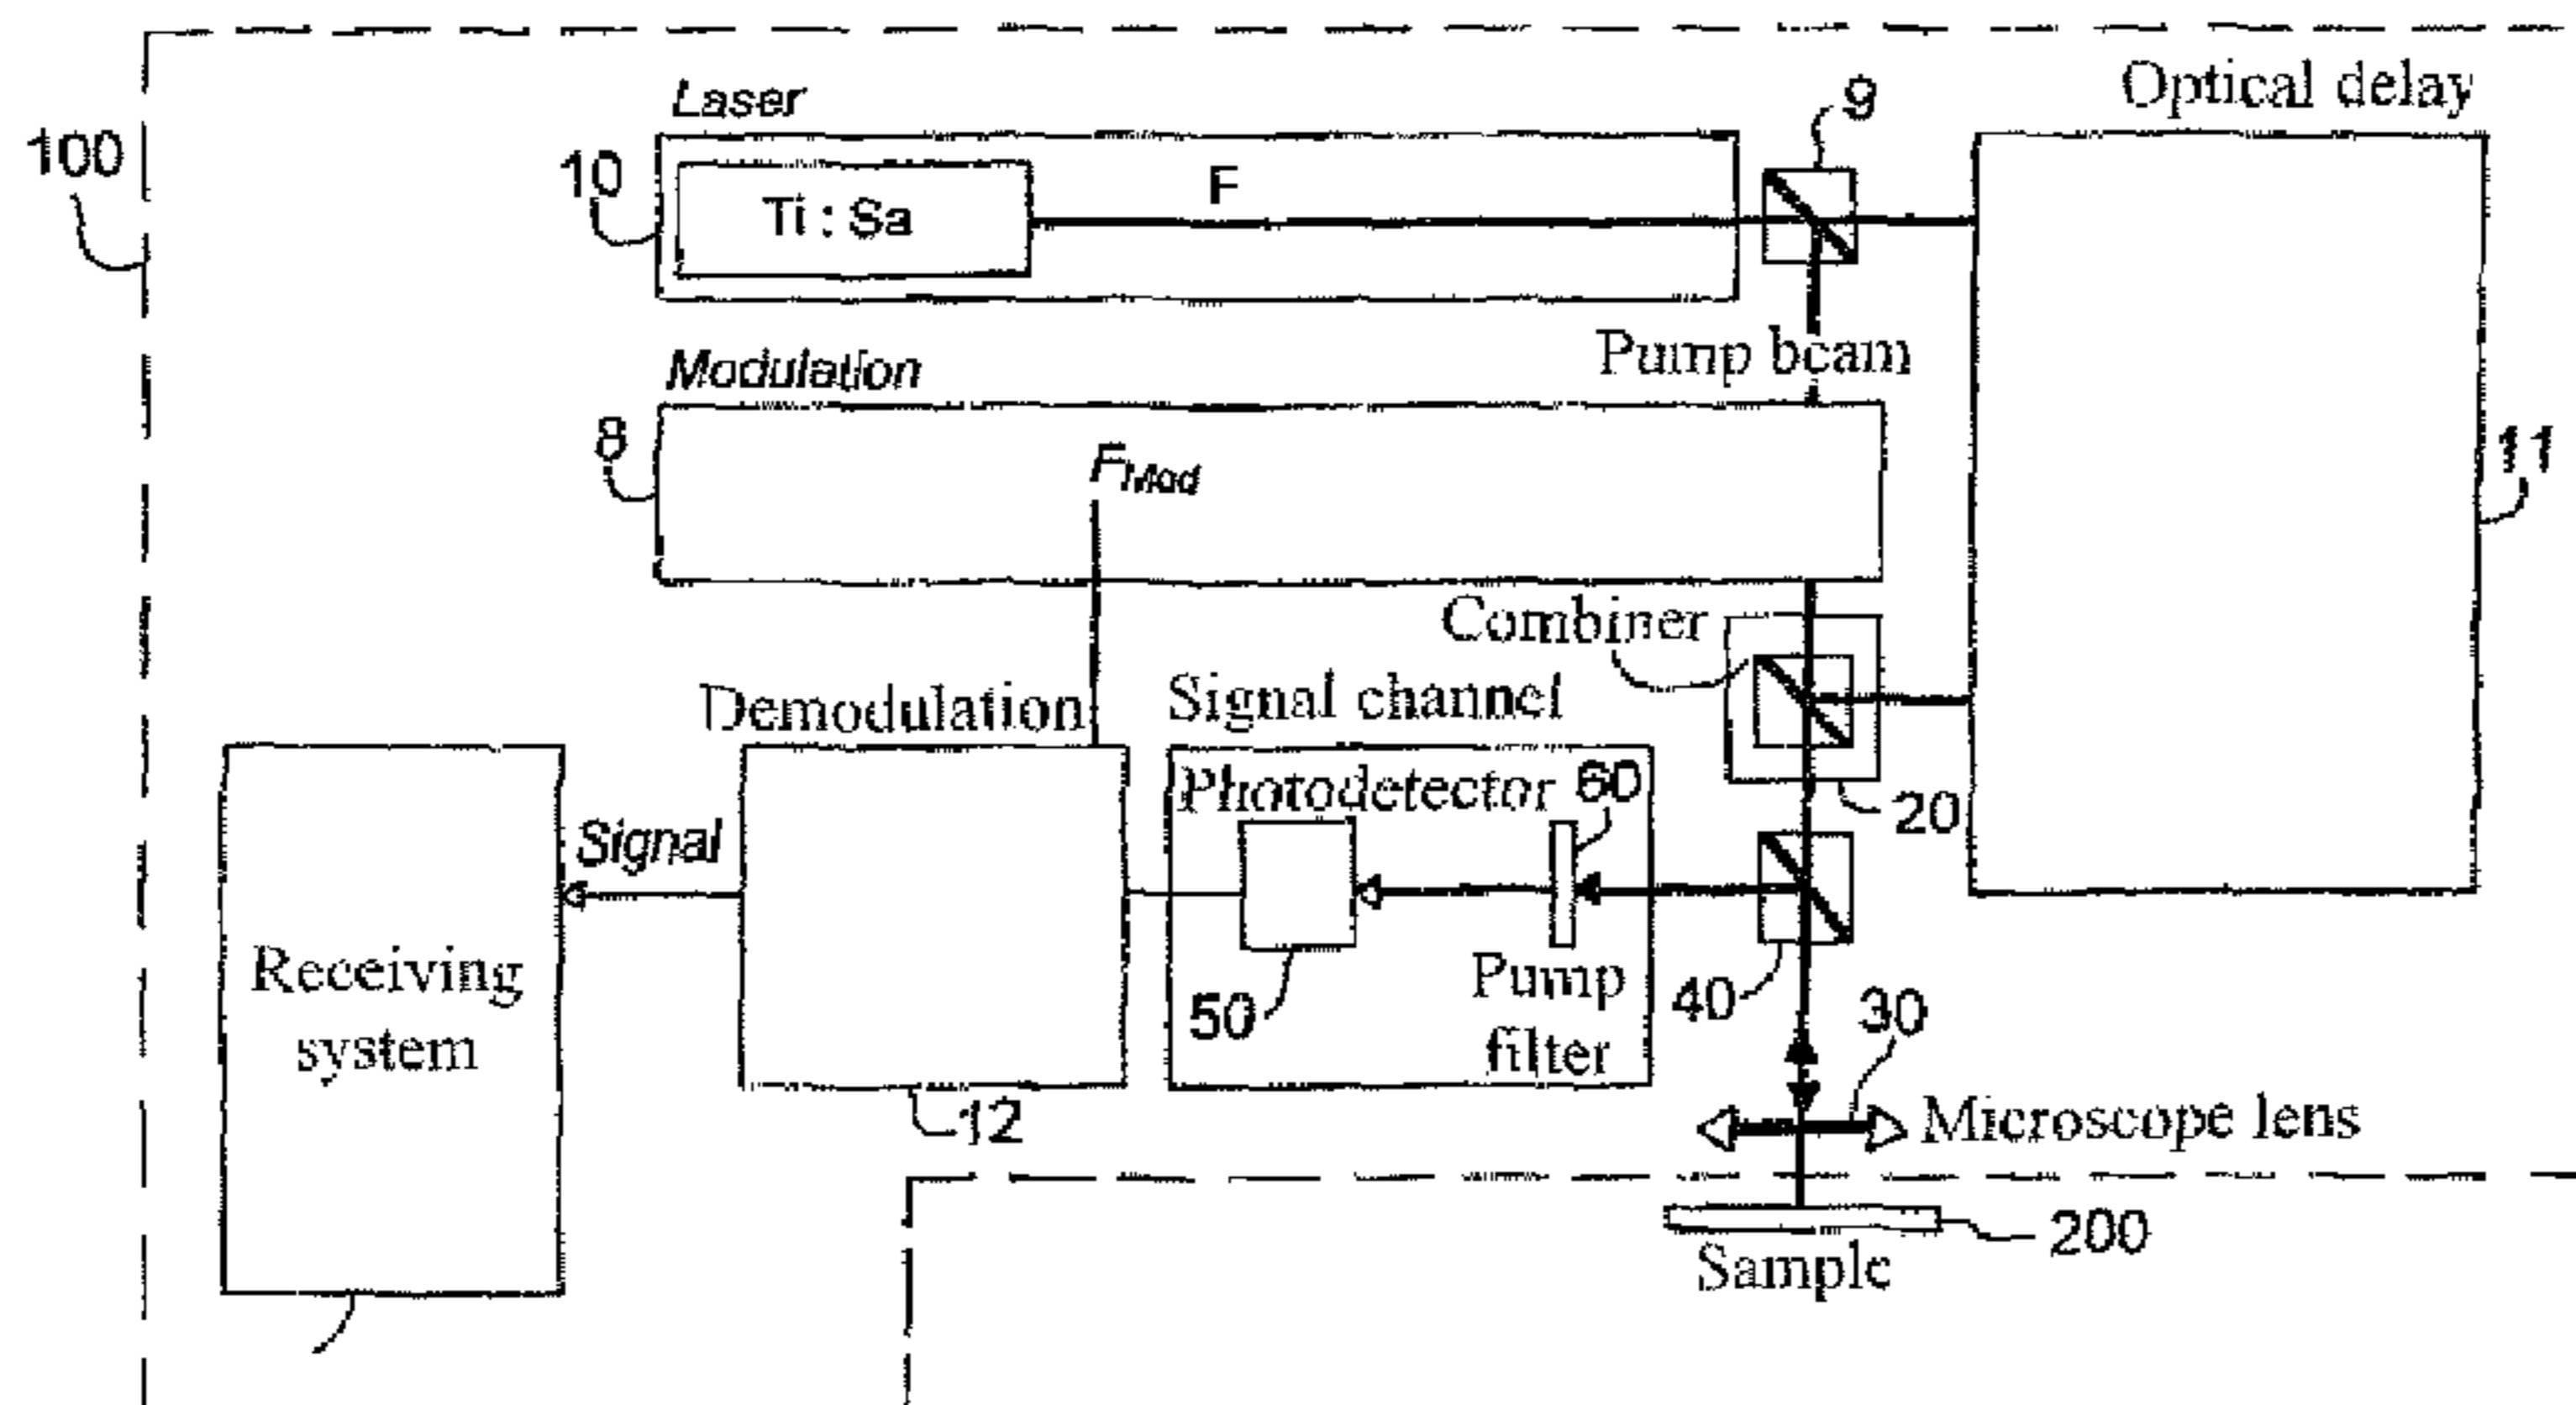 Optical delay
Laser
9
100
10
Ti : Sa
F
Pump beam
Modulation
8
FMod
11
Combiner
Demodulation
Signal channel
Photodetector
60
20
Signal
Receiving
system
50
Pump
filter
40
30
12
Microscope lens
200
Sample